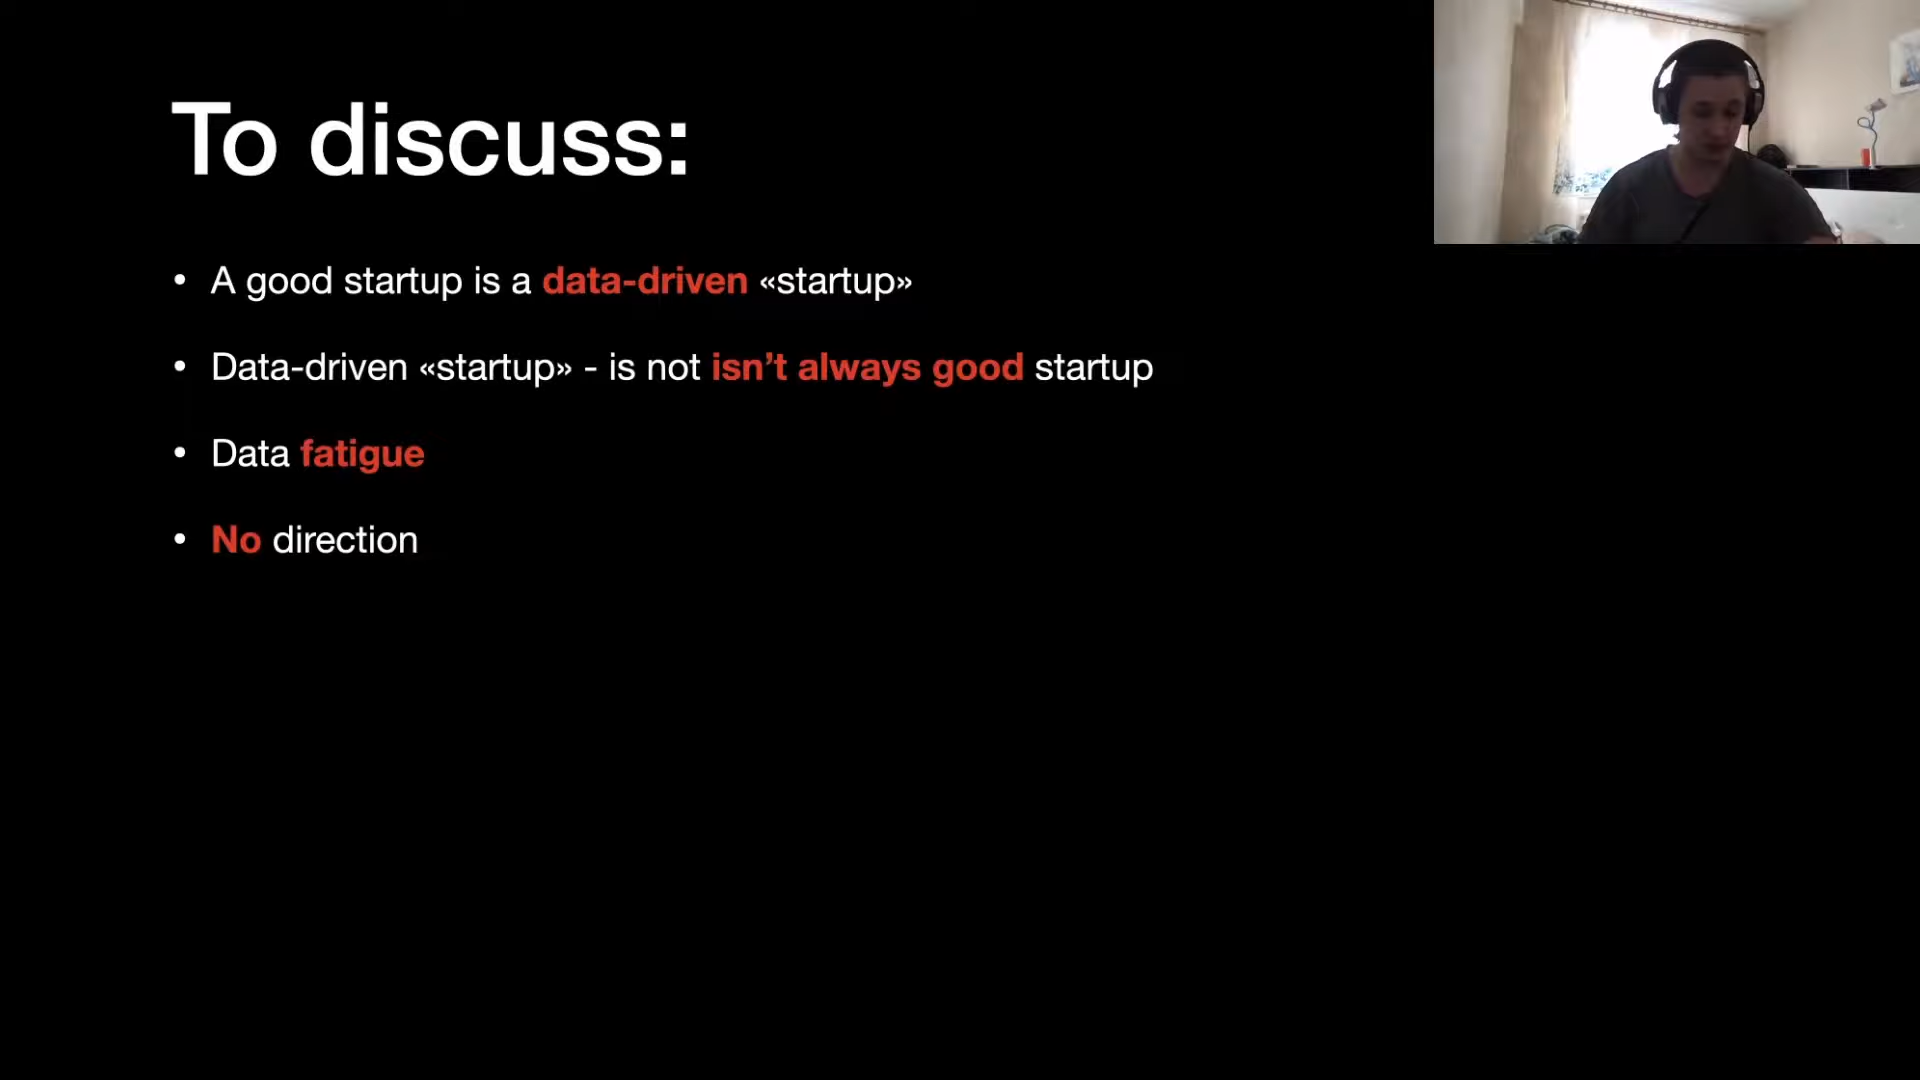 To discuss:
• A good startup is a data-driven «startup»
• Data-driven «startup» - is not isn’t always good startup
• Data fatigue
• No direction